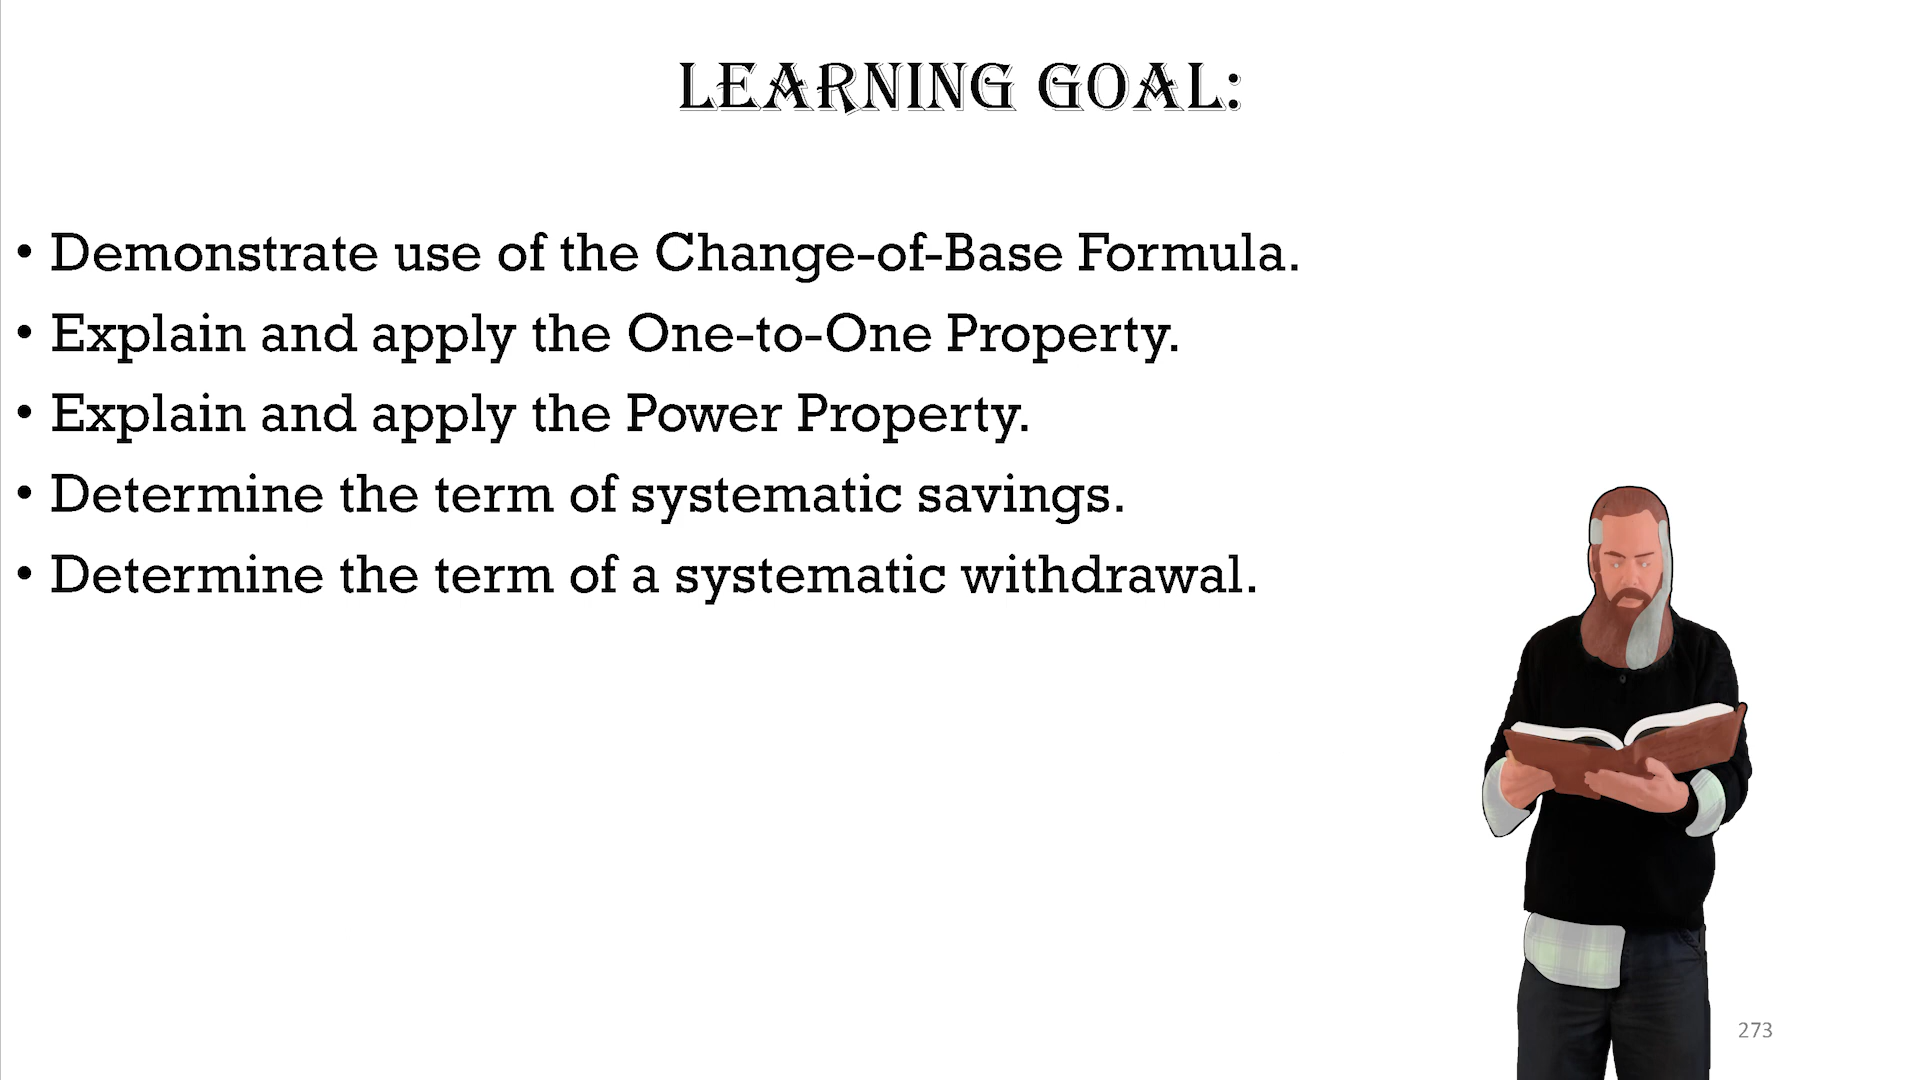 LEARNING GOAL:
• Demonstrate use of the Change-of-Base Formula.
• Explain and apply the One-to-One Property.
• Explain and apply the Power Property.
• Determine the term of systematic savings.
• Determine the term of a systematic withdrawal.
273